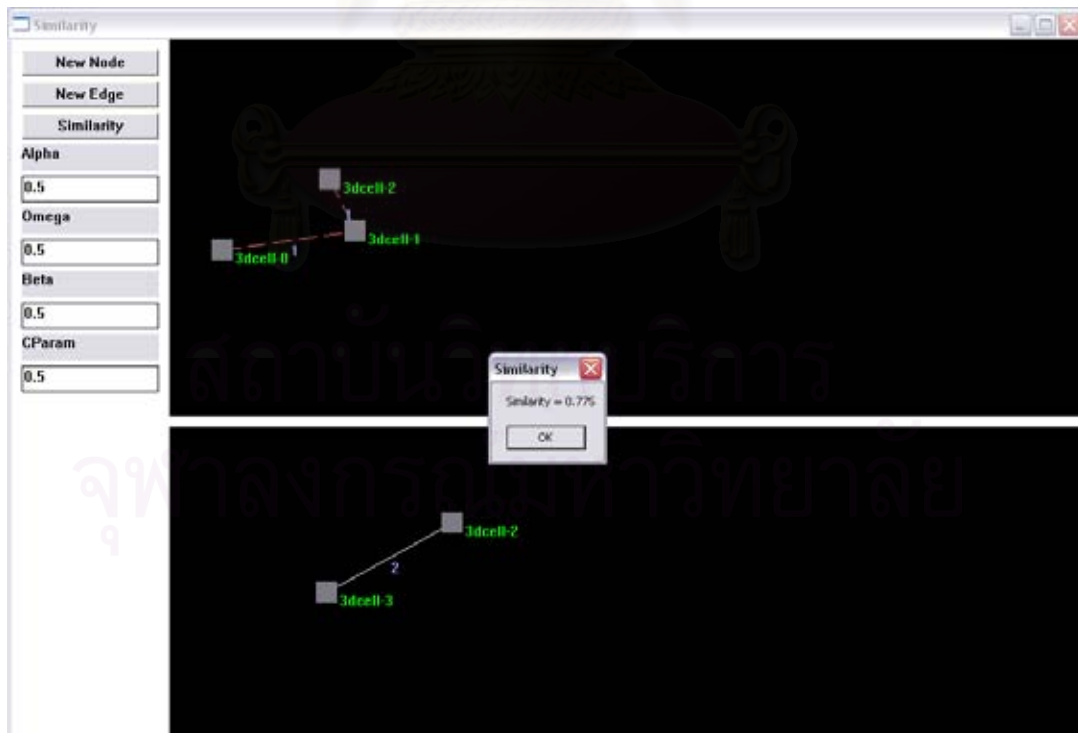 Similarity
New Node
New Edge
Similarity
Alpha
0.5
Omega
0.5
Beta
0.5
CParam
0.5
3dcell-2
1
3dcell-1
3dcell-0
1
สถาบันวิทยบริการ
Similarity
Similarity = 0.775
OK
จุฬาลงกรณ์มหาวิทยาลัย
3dcell-2
2
3dcell-3